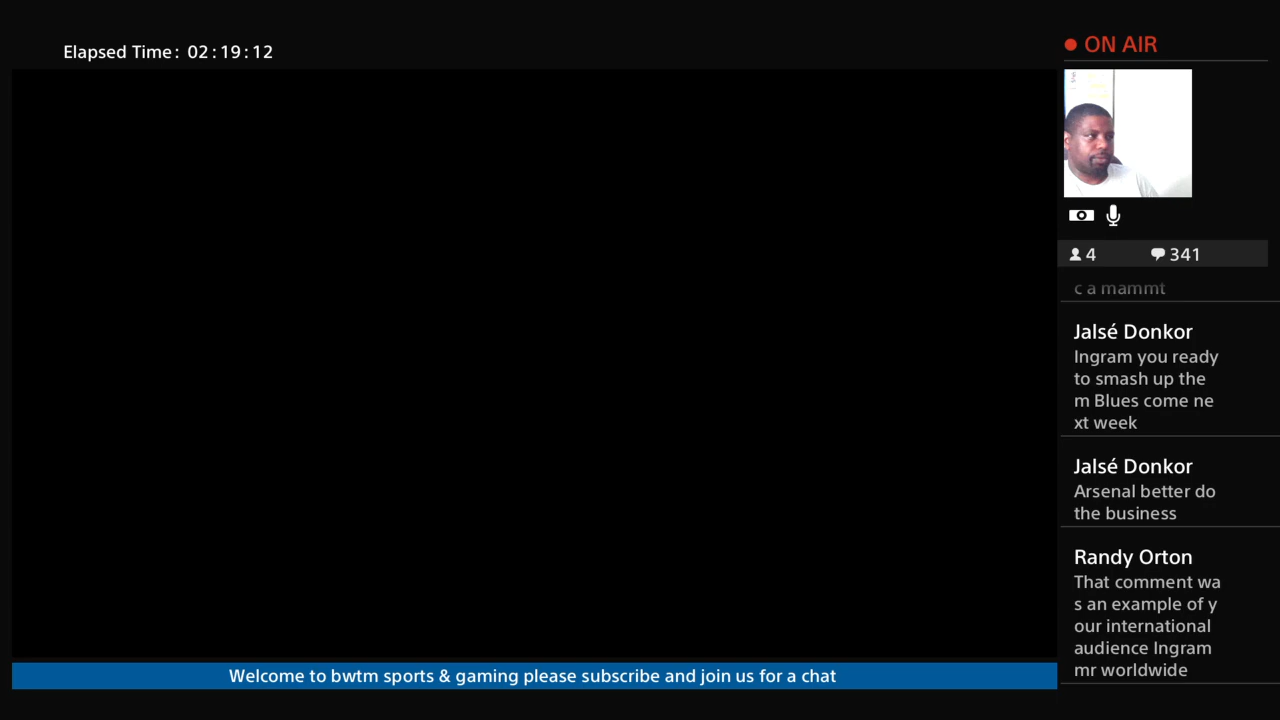 Elapsed Time: 02:19:12
ON AIR
4 341
c a mammt
Jalsé Donkor
Ingram you ready
to smash up the
m Blues come ne
xt week
Jalsé Donkor
Arsenal better do
the business
Randy Orton
That comment wa
s an example of y
our international
audience Ingram
mr worldwide
Welcome to bwtm sports & gaming please subscribe and join us for a chat